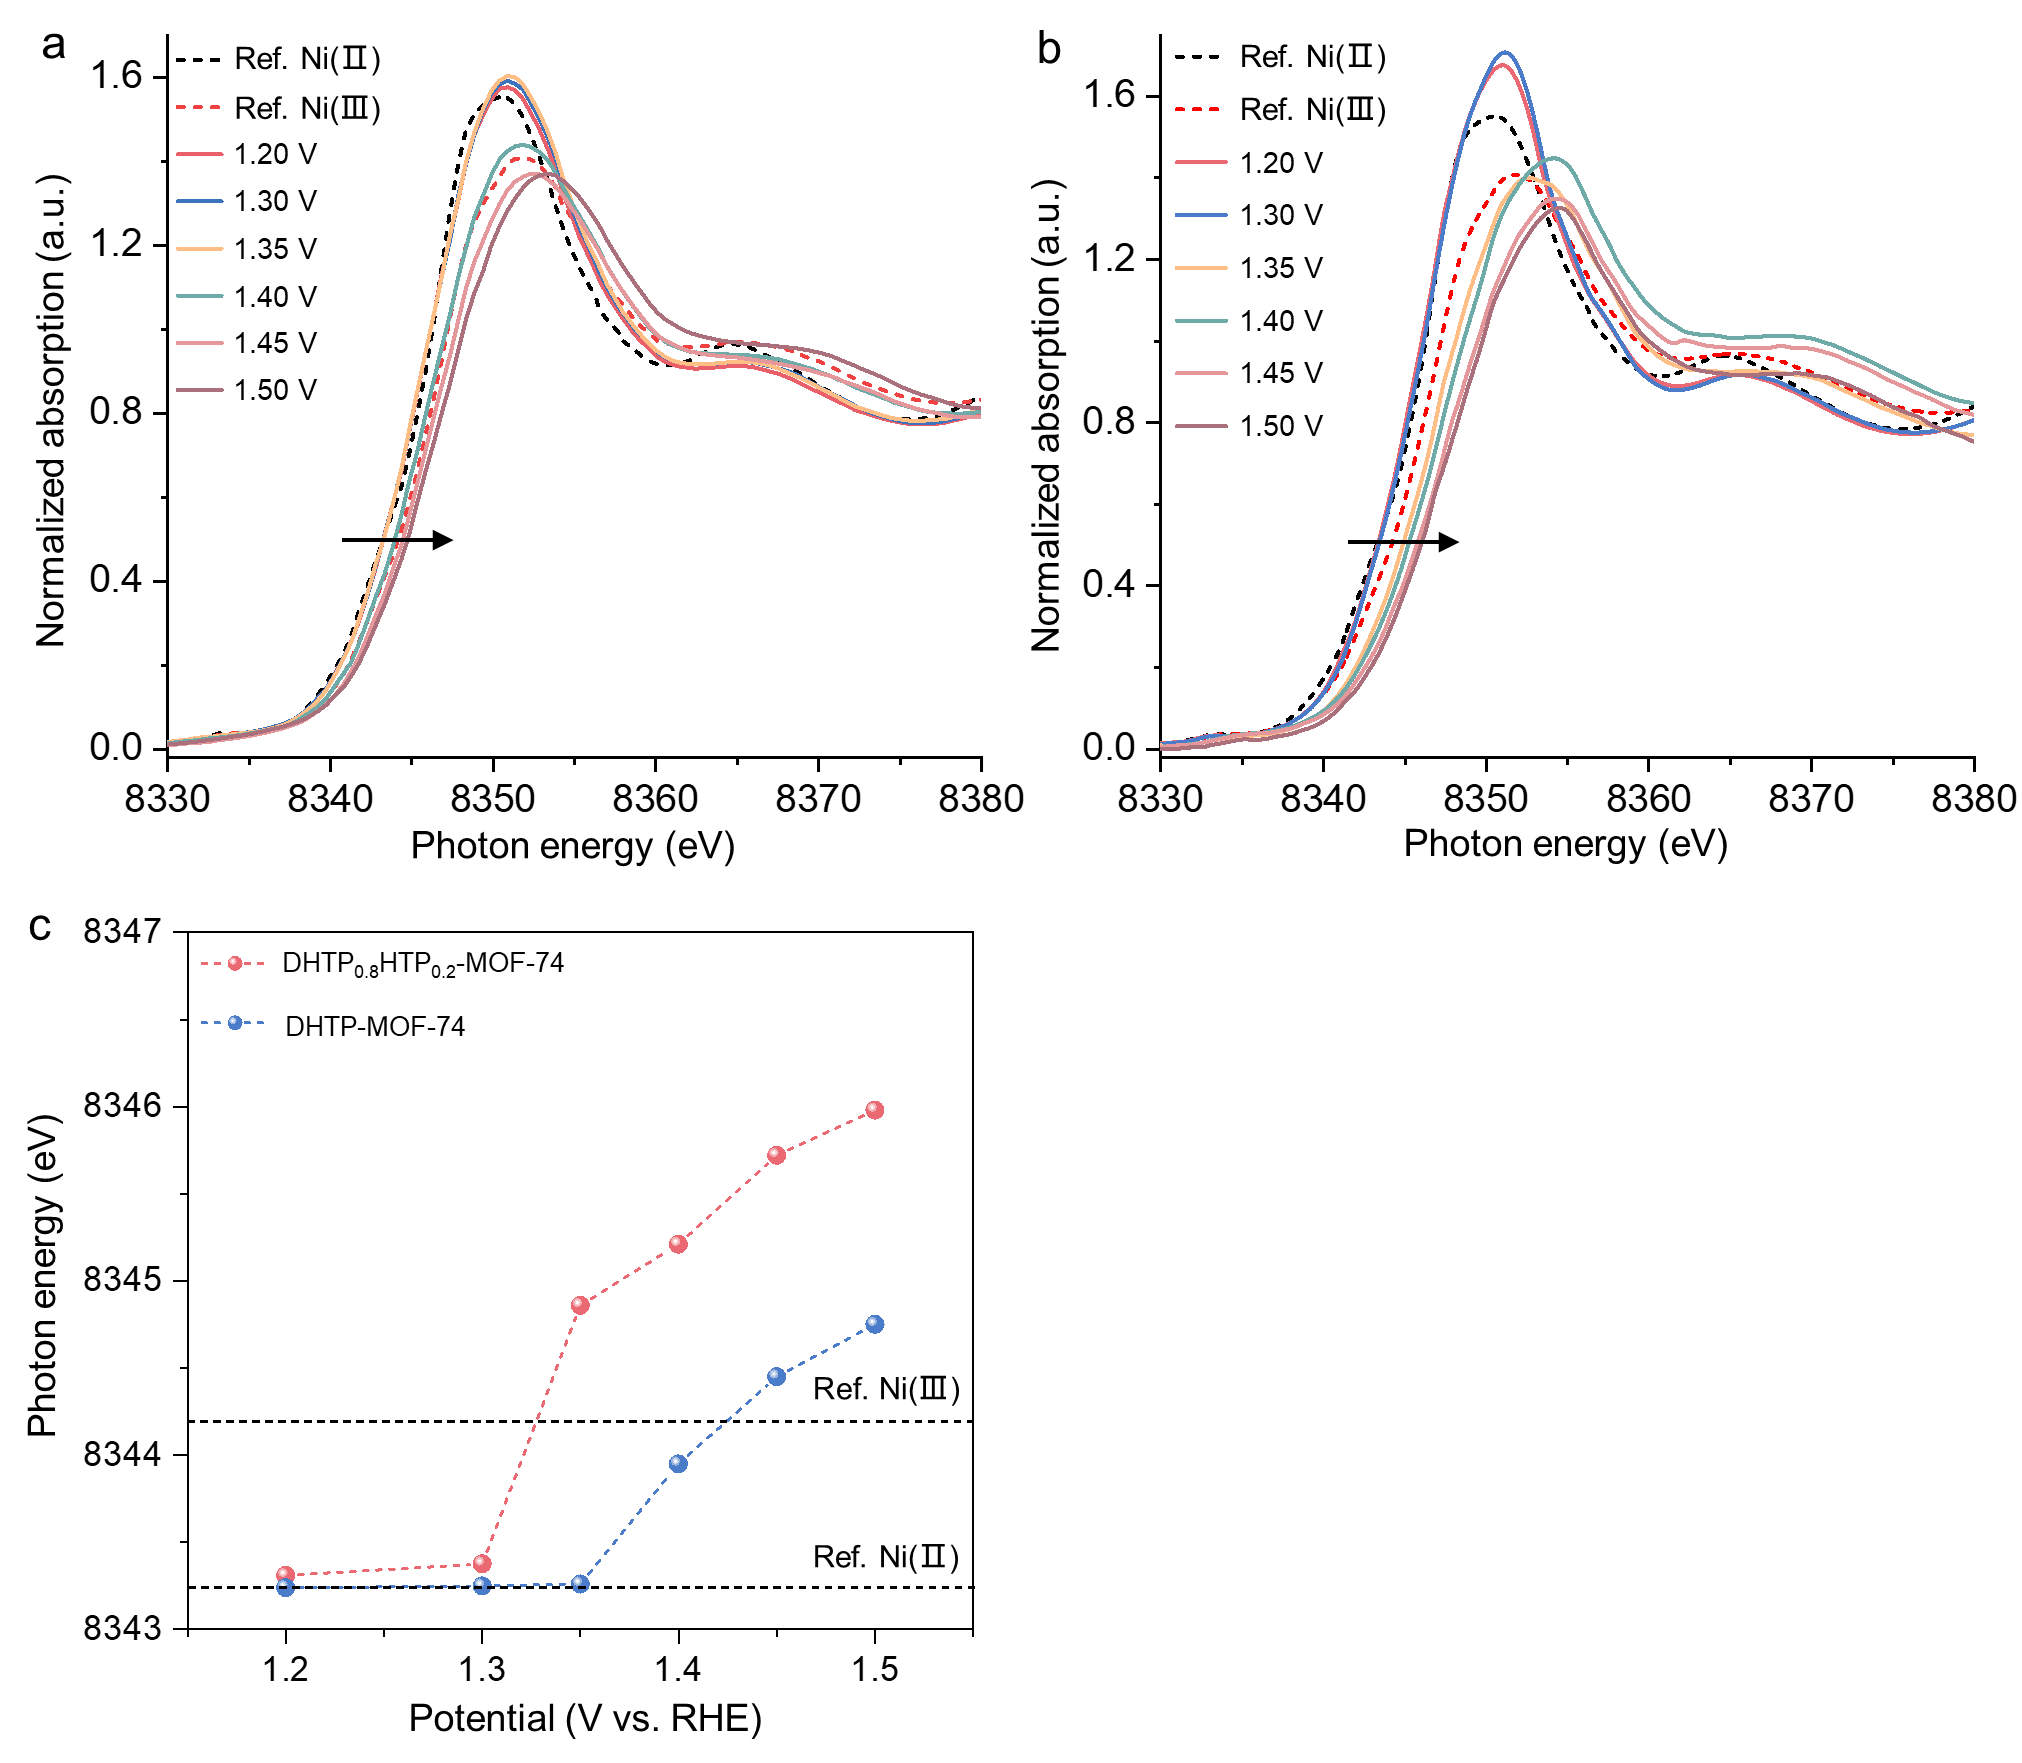 a
Ref. Ni(Ⅱ)
Ref. Ni(Ⅲ)
1.20 V
1.30 V
1.35 V
1.40 V
1.45 V
1.50 V
1.6
1.2
0.8
0.4
0.0
Normalized absorption (a.u.)
8330 8340 8350 8360 8370 8380
Photon energy (eV)
b
Ref. Ni(Ⅱ)
Ref. Ni(Ⅲ)
1.20 V
1.30 V
1.35 V
1.40 V
1.45 V
1.50 V
1.6
1.2
0.8
0.4
0.0
Normalized absorption (a.u.)
8330 8340 8350 8360 8370 8380
Photon energy (eV)
c
DHTP0.8HTP0.2-MOF-74
DHTP-MOF-74
8347
8346
8345
8344
8343
Photon energy (eV)
Ref. Ni(Ⅲ)
Ref. Ni(Ⅱ)
1.2 1.3 1.4 1.5
Potential (V vs. RHE)